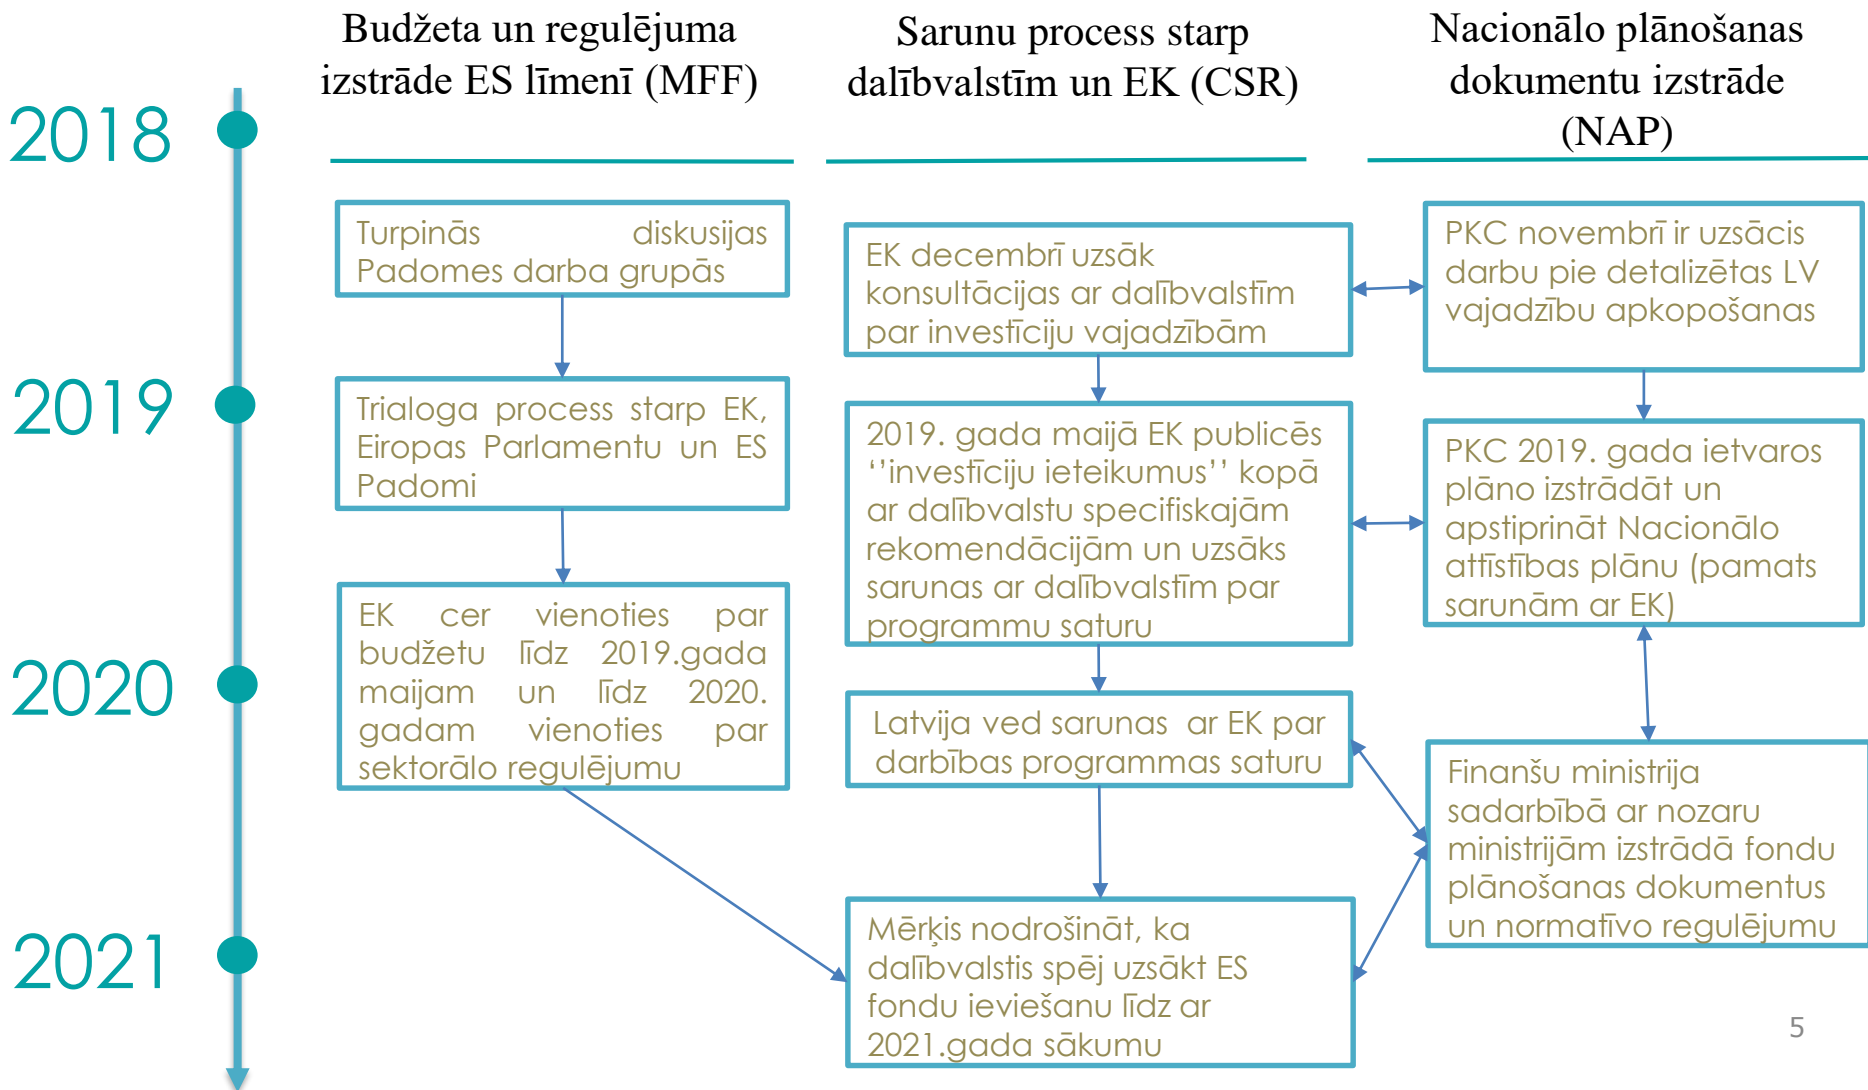 Budžeta un regulējuma
izstrāde ES līmenī (MFF)
Sarunu process starp
dalībvalstīm un EK (CSR)
Nacionālo plānošanas
dokumentu izstrāde
(NAP)
2018
2019
2020
2021
Turpinās diskusijas
Padomes darba grupās
Trialoga process starp EK,
Eiropas Parlamentu un ES
Padomi
EK cer vienoties par
budžetu līdz 2019.gada
maijam un līdz 2020.
gadam vienoties par
sektorālo regulējumu
EK decembrī uzsāk
konsultācijas ar dalībvalstīm
par investīciju vajadzībām
2019. gada maijā EK publicēs
‘’investīciju ieteikumus’’ kopā
ar dalībvalstu specifiskajām
rekomendācijām un uzsāks
sarunas ar dalībvalstīm par
programmu saturu
Latvija ved sarunas ar EK par
darbības programmas saturu
Mērķis nodrošināt, ka
dalībvalstis spēj uzsākt ES
fondu ieviešanu līdz ar
2021.gada sākumu
PKC novembrī ir uzsācis
darbu pie detalizētas LV
vajadzību apkopošanas
PKC 2019. gada ietvaros
plāno izstrādāt un
apstiprināt Nacionālo
attīstības plānu (pamats
sarunām ar EK)
Finanšu ministrija
sadarbībā ar nozaru
ministrijām izstrādā fondu
plānošanas dokumentus
un normatīvo regulējumu
5